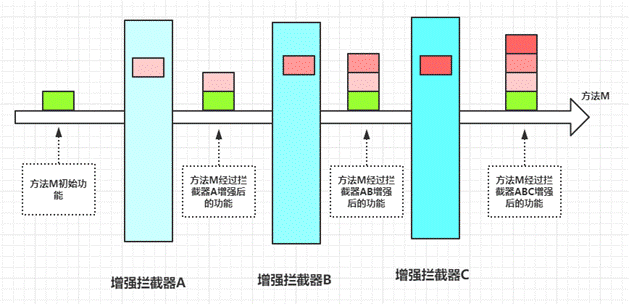 方法M
方法M初始功
能
方法M经过拦
截器A增强后
的功能
方法M经过拦
截器AB增强
后的功能
方法M经过拦
截器ABC增强
后的功能
增强拦截器A
增强拦截器B
增强拦截器C